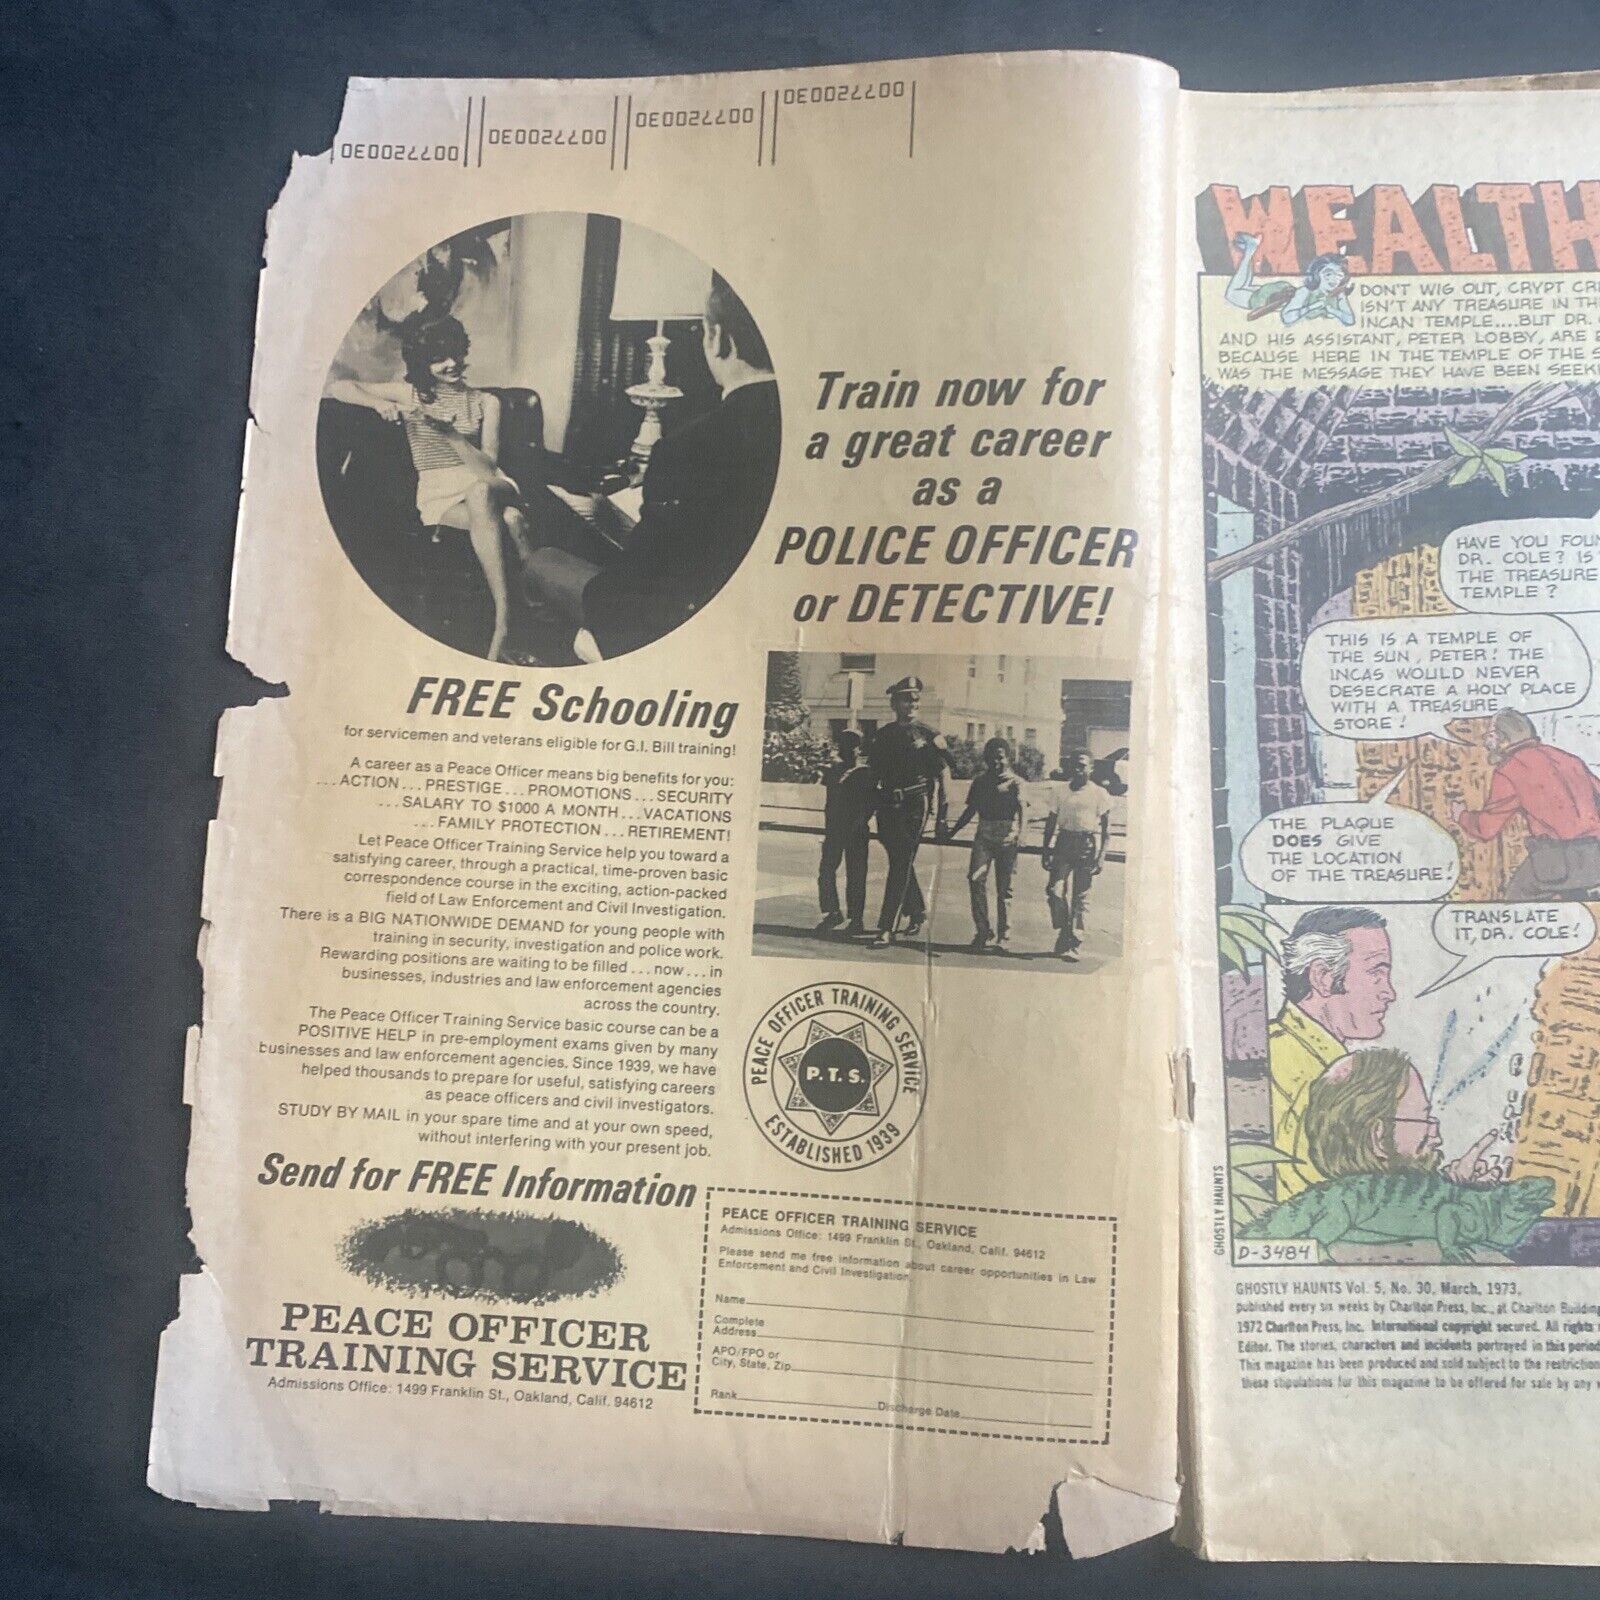 007720030
007720030
007720030
007720030
Train now for
a great career
as a
POLICE OFFICER
or DETECTIVE!
FREE Schooling
for servicemen and veterans eligible for G.I. Bill training!
A career as a Peace Officer means big benefits for you:
...ACTION...PRESTIGE...PROMOTIONS...SECURITY
...SALARY TO $1000 A MONTH...VACATIONS
...FAMILY PROTECTION...RETIREMENT!
Let Peace Officer Training Service help you toward a
satisfying career, through a practical, time-proven basic
correspondence course in the exciting, action-packed
field of Law Enforcement and Civil Investigation.
There is a BIG NATIONWIDE DEMAND for young people with
training in security, investigation and police work.
Rewarding positions are waiting to be filled...now...in
businesses, industries and law enforcement agencies
across the country.
The Peace Officer Training Service basic course can be a
POSITIVE HELP in pre-employment exams given by many
businesses and law enforcement agencies. Since 1939, we have
helped thousands to prepare for useful, satisfying careers
as peace officers and civil investigators.
STUDY BY MAIL in your spare time and at your own speed,
without interfering with your present job.
PEACE OFFICER TRAINING SERVICE
P.T.S.
ESTABLISHED 1939
Send for FREE Information
PEACE OFFICER
TRAINING SERVICE
Admissions Office: 1499 Franklin St., Oakland, Calif. 94612
PEACE OFFICER TRAINING SERVICE
Admissions Office: 1499 Franklin St., Oakland, Calif. 94612
Please send me free information about career opportunities in Law
Enforcement and Civil Investigation.
Name
Complete
Address
APO/FPO or
City, State, Zip
Rank Discharge Date
WEALTH
DON'T WIG OUT, CRYPT
ISN'T ANY TREASURE IN
INCAN TEMPLE....BUT DR.
AND HIS ASSISTANT, PETER LOBBY, ARE
BECAUSE HERE IN THE TEMPLE OF THE
WAS THE MESSAGE THEY HAVE BEEN
HAVE YOU
DR. COLE? IS
THE TREASURE
TEMPLE?
THIS IS A TEMPLE OF
THE SUN, PETER! THE
INCAS WOULD NEVER
DESECRATE A HOLY PLACE
WITH A TREASURE
STORE!
THE PLAQUE
DOES GIVE
THE LOCATION
OF THE TREASURE!
TRANSLATE
IT, DR. COLE!
GHOSTLY HAUNTS
D-3484
GHOSTLY HAUNTS Vol. 5, No. 30, March, 1973,
published every six weeks by Charlton Press, Inc., at Charlton Building
1972 Charlton Press, Inc. International copyright secured. All rights
Editor. The stories, characters and incidents portrayed in this
This magazine has been produced and sold subject to the
these stipulations for this magazine to be offered for sale by any